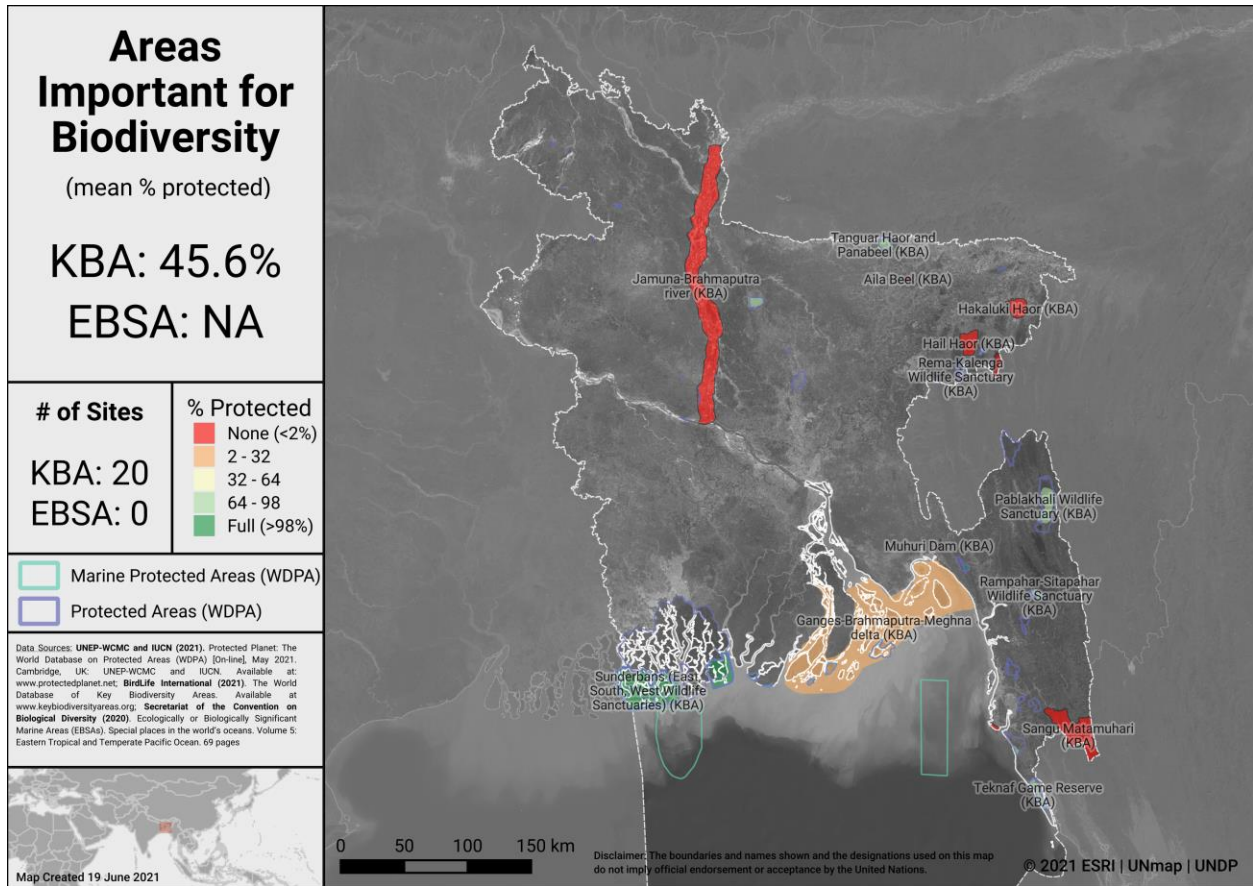 Areas
Important for
Biodiversity
(mean % protected)
KBA: 45.6%
EBSA: NA
# of Sites
KBA: 20
EBSA: 0
% Protected
None (<2%)
2 - 32
32 - 64
64 - 98
Full (>98%)
Marine Protected Areas (WDPA)
Protected Areas (WDPA)
Data Sources: UNEP-WCMC and IUCN (2021). Protected Planet: The
World Database on Protected Areas (WDPA) [On-line], May 2021.
Cambridge, UK: UNEP-WCMC and IUCN. Available at:
www.protectedplanet.net; BirdLife International (2021). The World
Database of Key Biodiversity Areas. Available at
www.keybiodiversityareas.org; Secretariat of the Convention on
Biological Diversity (2020). Ecologically or Biologically Significant
Marine Areas (EBSAs). Special places in the world's oceans. Volume 5:
Eastern Tropical and Temperate Pacific Ocean. 69 pages
Map Created 19 June 2021
Tanguar Haor and
Panabeel (KBA)
Jamuna-Brahmaputra
river (KBA)
Aila Beel (KBA)
Hakaluki Haor (KBA)
Hail Haor (KBA)
Rema-Kalenga
Wildlife Sanctuary
(KBA)
Pablakhali Wildlife
Sanctuary (KBA)
Muhuri Dam (KBA)
Rampahar-Sitapahar
Wildlife Sanctuary
(KBA)
Ganges-Brahmaputra-Meghna
delta (KBA)
Sunderbans (East,
South, West Wildlife
Sanctuaries) (KBA)
Sangu Matamuhari
(KBA)
Teknaf Game Reserve
(KBA)
0 50 100 150 km
Disclaimer: The boundaries and names shown and the designations used on this map
do not imply official endorsement or acceptance by the United Nations.
© 2021 ESRI | UNmap | UNDP